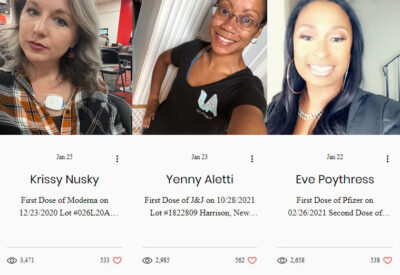 Jan 25
Krissy Nusky
First Dose of Moderna on
12/23/2020 Lot #026L20A...
3,471
533
Jan 23
Yenny Aletti
First Dose of J&J on 10/28/2021
Lot #1822809 Harrison, New...
2,985
562
Jan 22
Eve Poythress
First Dose of Pfizer on
02/26/2021 Second Dose of...
2,658
538